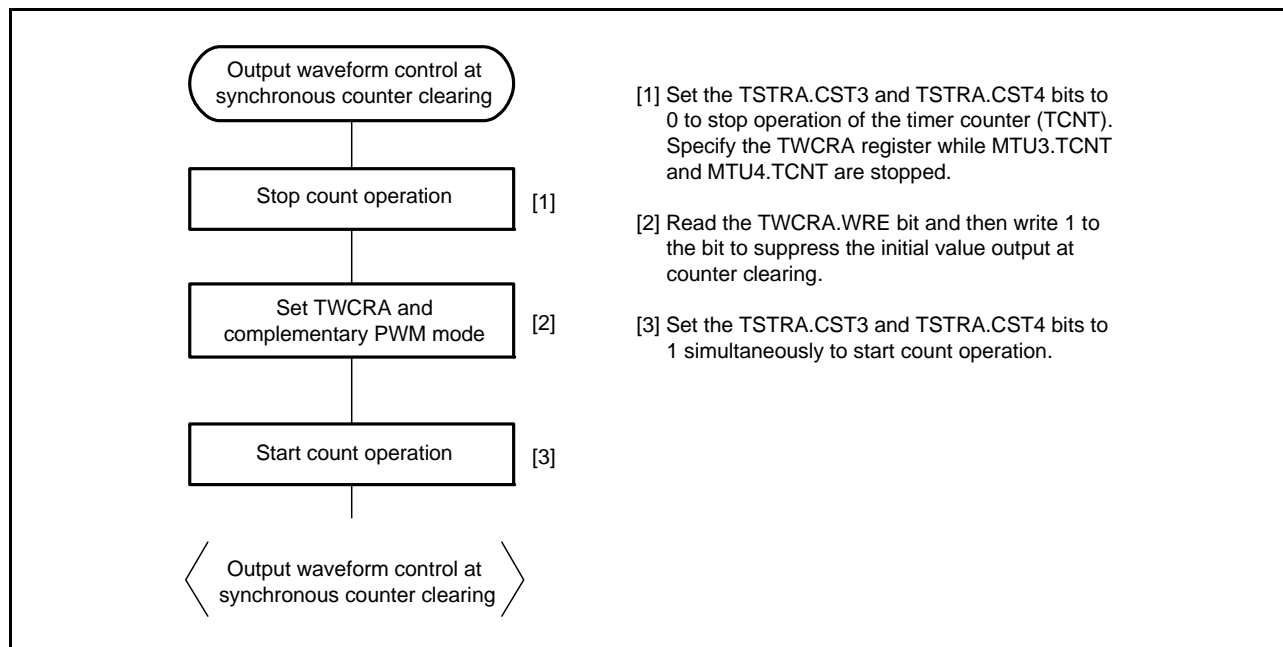 Output waveform control at
synchronous counter clearing
Stop count operation
[1]
Set TWCRA and
complementary PWM mode
[2]
Start count operation
[3]
Output waveform control at
synchronous counter clearing
[1] Set the TSTRA.CST3 and TSTRA.CST4 bits to
0 to stop operation of the timer counter (TCNT).
Specify the TWCRA register while MTU3.TCNT
and MTU4.TCNT are stopped.
[2] Read the TWCRA.WRE bit and then write 1 to
the bit to suppress the initial value output at
counter clearing.
[3] Set the TSTRA.CST3 and TSTRA.CST4 bits to
1 simultaneously to start count operation.